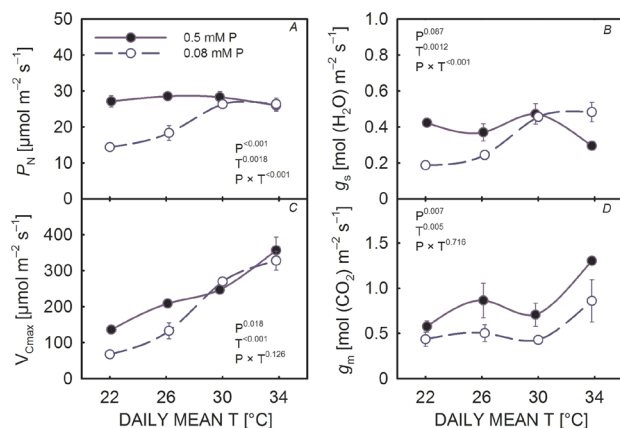 A
0.5 mM P
0.08 mM P
50
40
30
20
10
0
P_N [µmol m⁻² s⁻¹]
P^<0.001
T^0.0018
P × T^<0.001
B
P^0.087
T^0.0012
P × T^<0.001
1.0
0.8
0.6
0.4
0.2
0.0
g_s [mol (H₂O) m⁻² s⁻¹]
C
400
300
200
100
0
V_Cmax [µmol m⁻² s⁻¹]
P^0.018
T^<0.001
P × T^0.126
22 26 30 34
DAILY MEAN T [°C]
D
P^0.007
T^0.005
P × T^0.716
1.5
1.0
0.5
0.0
g_m [mol (CO₂) m⁻² s⁻¹]
22 26 30 34
DAILY MEAN T [°C]